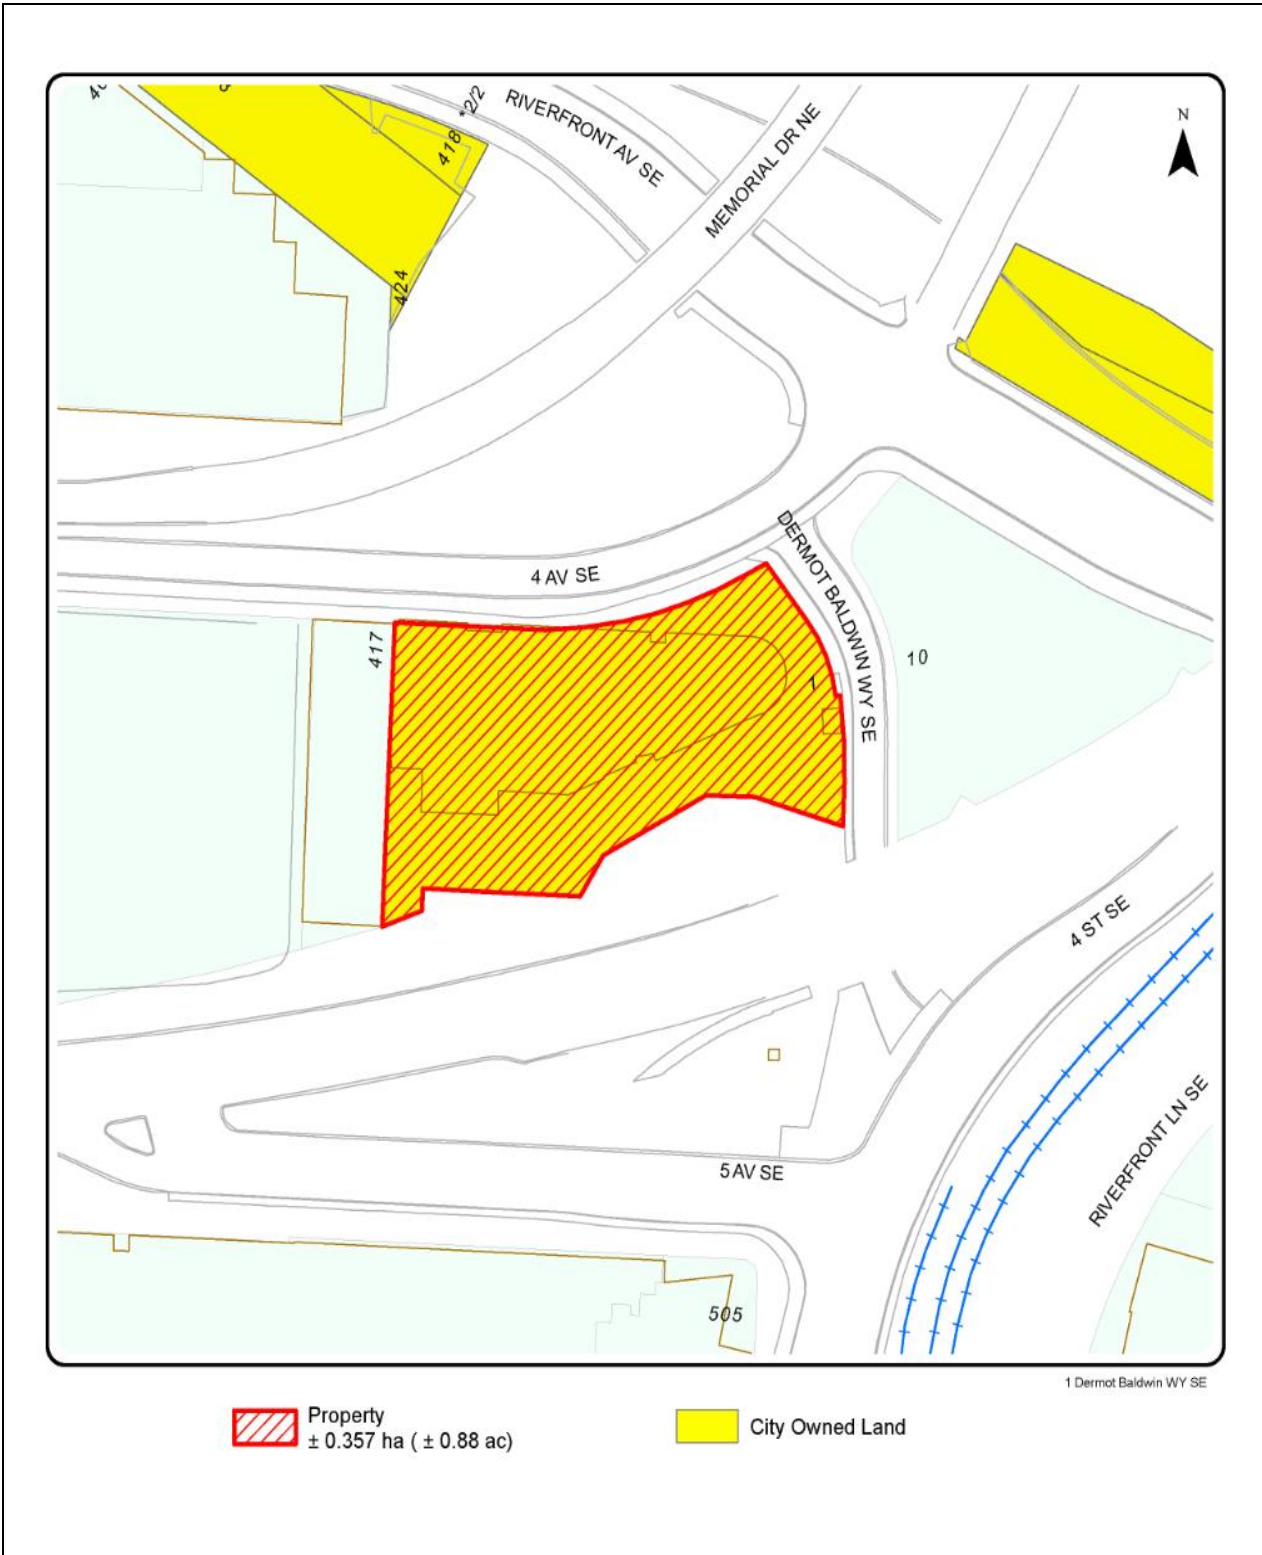 418 *2/2
RIVERFRONT AV SE
MEMORIAL DR NE
N
424
4 AV SE
DERMOT BALDWIN WY SE
417
1
10
4 ST SE
5 AV SE
RIVERFRONT LN SE
505
1 Dermot Baldwin WY SE
Property
± 0.357 ha ( ± 0.88 ac)
City Owned Land